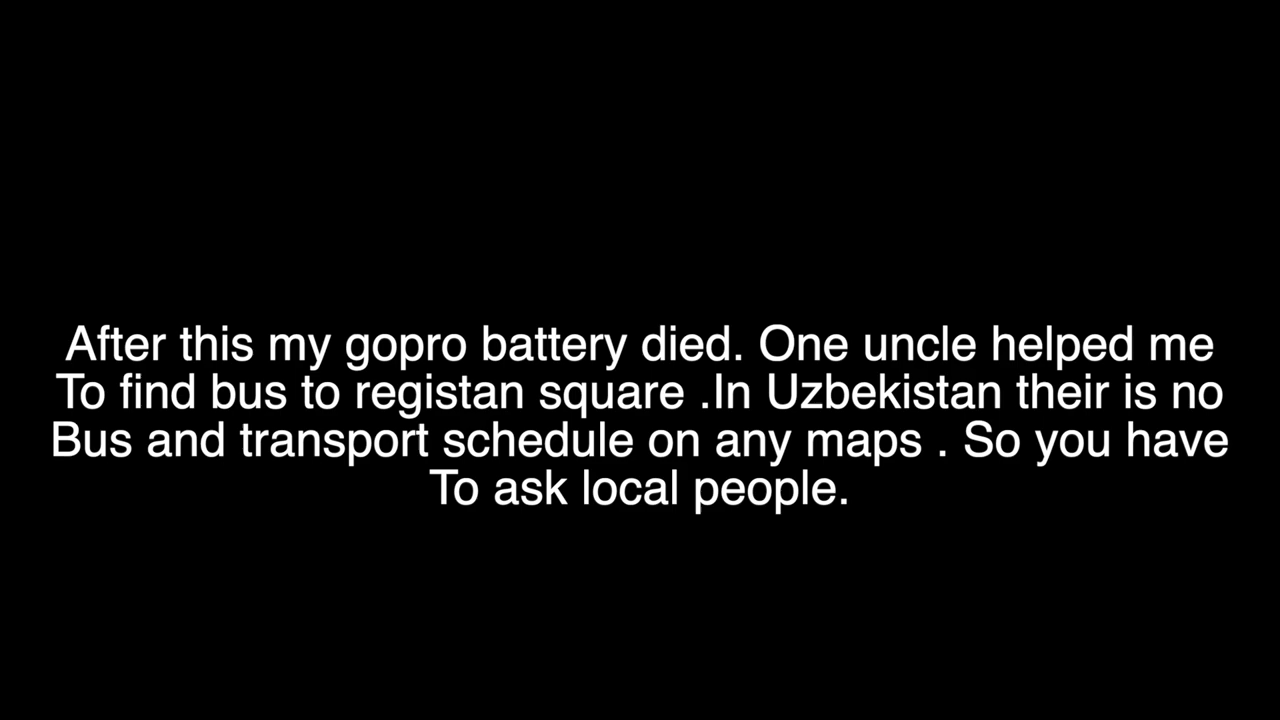 After this my gopro battery died. One uncle helped me
To find bus to registan square .In Uzbekistan their is no
Bus and transport schedule on any maps . So you have
To ask local people.